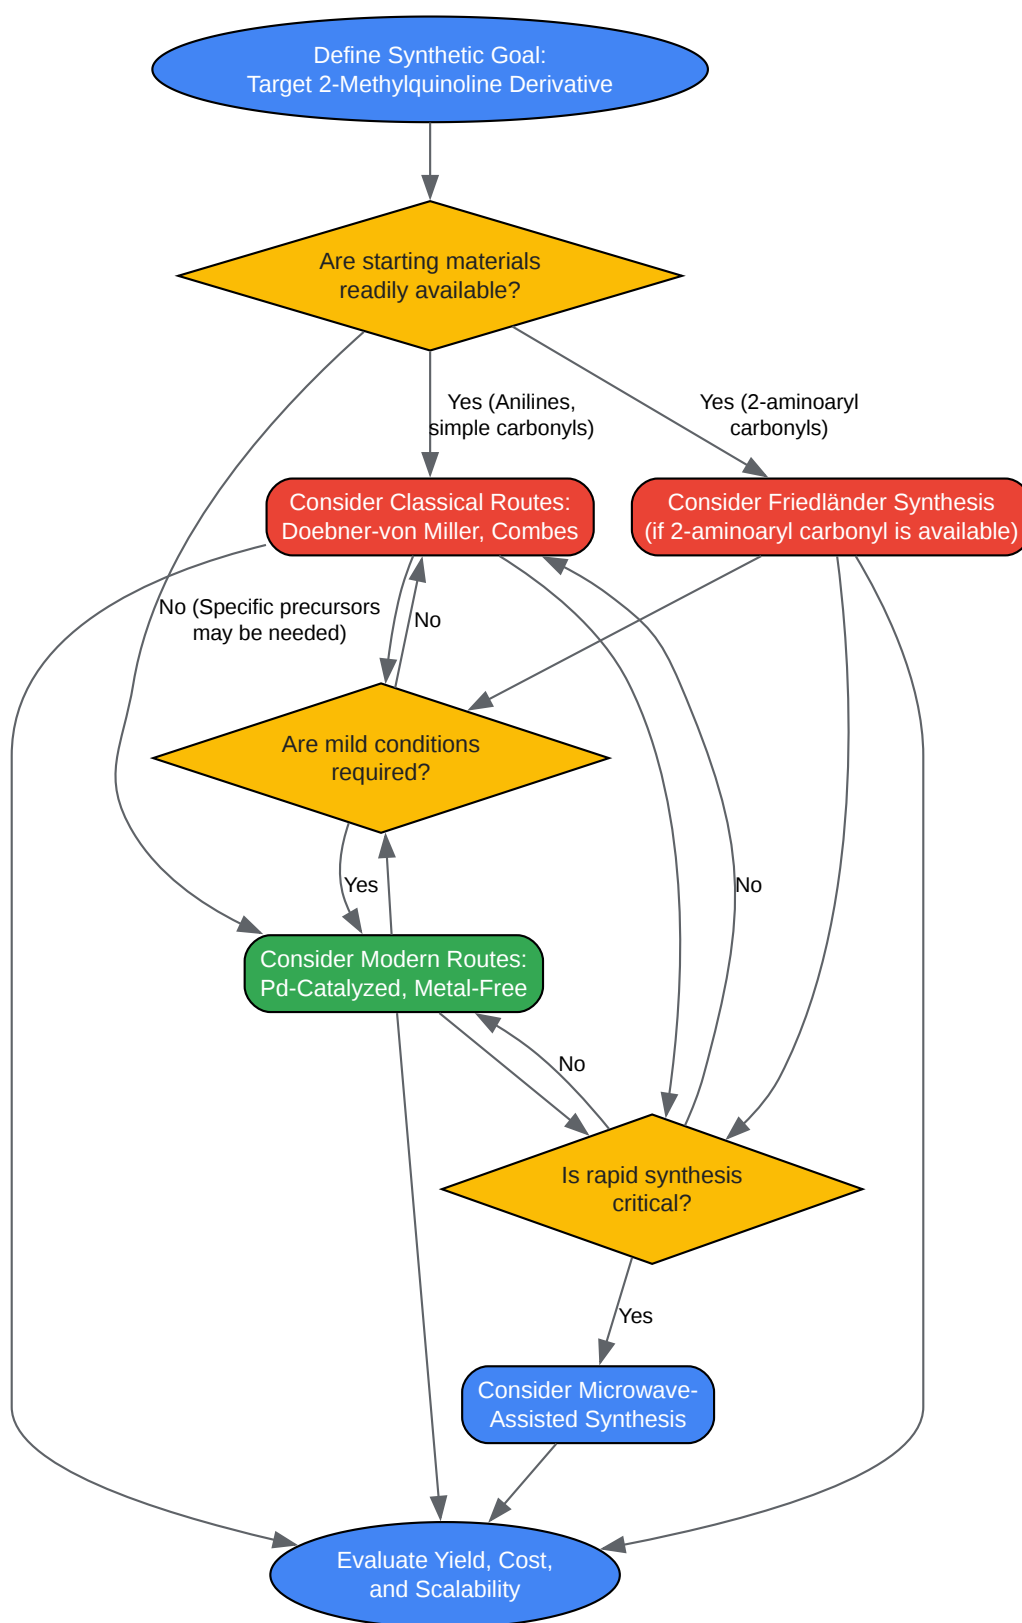 Define Synthetic Goal:
Target 2-Methylquinoline Derivative
Are starting materials
readily available?
Yes (Anilines,
simple carbonyls)
Yes (2-aminoaryl
carbonyls)
Consider Classical Routes:
Doebner-von Miller, Combes
Consider Friedländer Synthesis
(if 2-aminoaryl carbonyl is available)
No (Specific precursors
may be needed)
No
Are mild conditions
required?
Yes
No
Consider Modern Routes:
Pd-Catalyzed, Metal-Free
No
Is rapid synthesis
critical?
Yes
Consider Microwave-
Assisted Synthesis
Evaluate Yield, Cost,
and Scalability